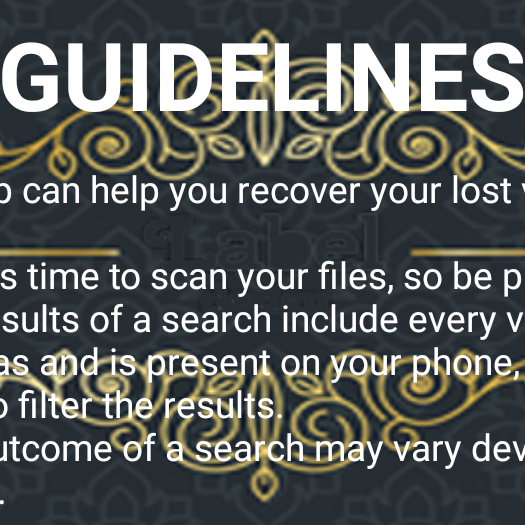 GUIDELINES
p can help you recover your lost v
Label
s time to scan your files, so be p
sults of a search include every v
as and is present on your phone,
o filter the results.
utcome of a search may vary dev
.